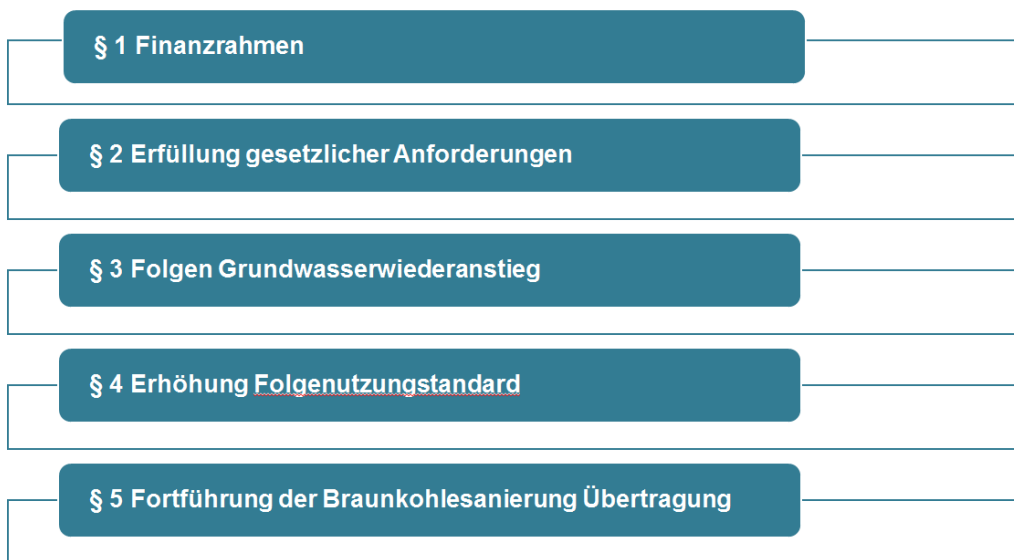 § 1 Finanzrahmen
§ 2 Erfüllung gesetzlicher Anforderungen
§ 3 Folgen Grundwasserwiederanstieg
§ 4 Erhöhung Folgenutzungstandard
§ 5 Fortführung der Braunkohlesanierung Übertragung